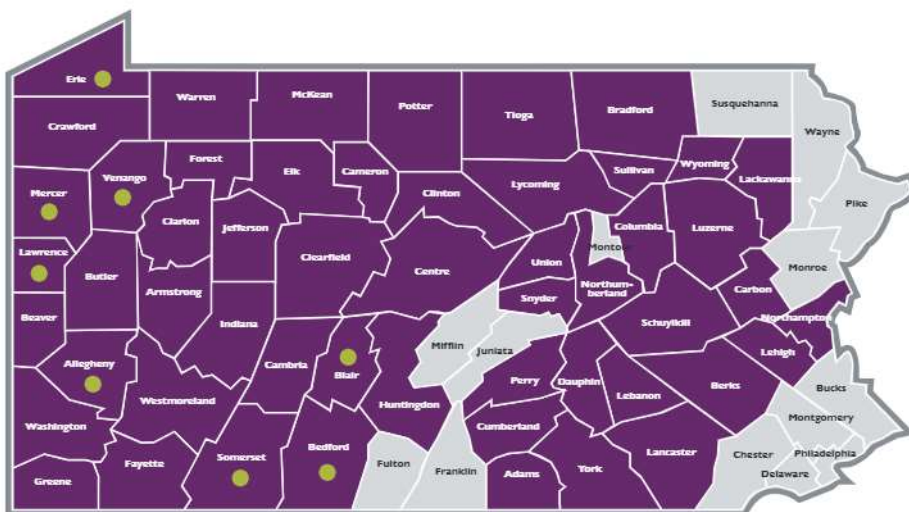 Erie
Warren
McKean
Potter
Tioga
Bradford
Susquehanna
Wayne
Crawford
Forest
Elk
Cameron
Clinton
Lycoming
Sullivan
Wyoming
Lackawanna
Pike
Mercer
Venango
Clarion
Jefferson
Clearfield
Centre
Union
Montour
Columbia
Luzerne
Monroe
Lawrence
Butler
Armstrong
Indiana
Snyder
Northum-
berland
Schuylkill
Carbon
Northampton
Beaver
Allegheny
Westmoreland
Cambria
Blair
Huntingdon
Mifflin
Juniata
Perry
Dauphin
Lebanon
Berks
Lehigh
Bucks
Montgomery
Washington
Greene
Fayette
Somerset
Bedford
Fulton
Franklin
Cumberland
Adams
York
Lancaster
Chester
Delaware
Philadelphia